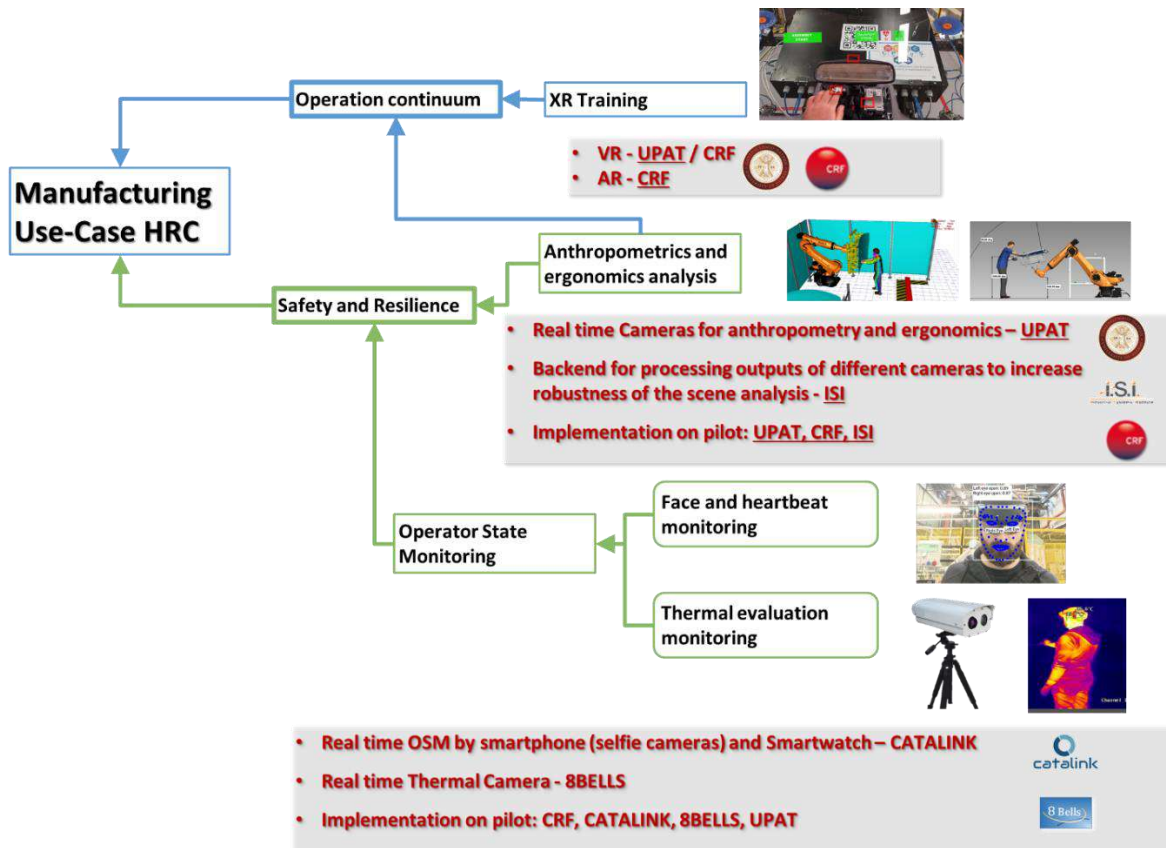 Operation continuum
XR Training
• VR - UPAT / CRF
• AR - CRF
CRF
Manufacturing
Use-Case HRC
Anthropometrics and
ergonomics analysis
Safety and Resilience
• Real time Cameras for anthropometry and ergonomics – UPAT
• Backend for processing outputs of different cameras to increase
robustness of the scene analysis - ISI
I.S.I.
• Implementation on pilot: UPAT, CRF, ISI
CRF
Face and heartbeat
monitoring
Operator State
Monitoring
Thermal evaluation
monitoring
• Real time OSM by smartphone (selfie cameras) and Smartwatch – CATALINK
catalink
• Real time Thermal Camera - 8BELLS
8 Bells
• Implementation on pilot: CRF, CATALINK, 8BELLS, UPAT